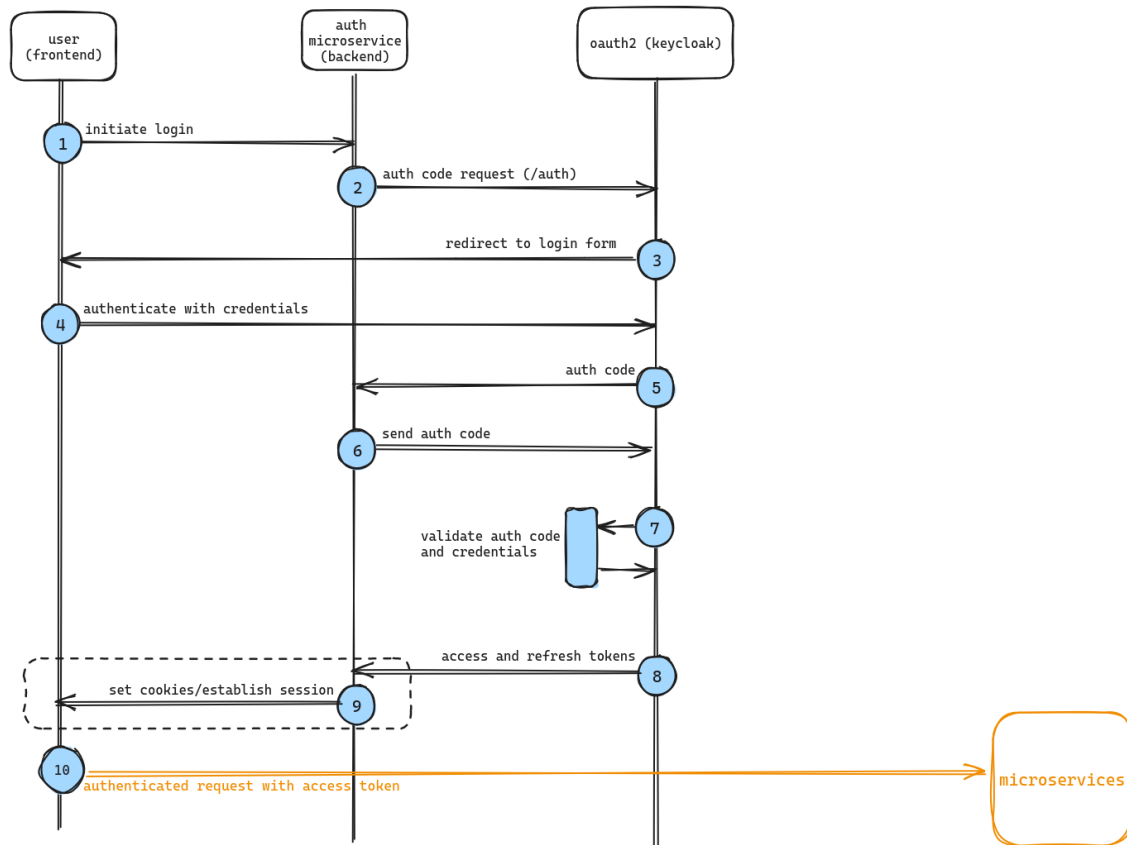 user
(frontend)
auth
microservice
(backend)
oauth2 (keycloak)
1
initiate login
2
auth code request (/auth)
redirect to login form
3
4
authenticate with credentials
auth code
5
6
send auth code
7
validate auth code
and credentials
access and refresh tokens
8
set cookies/establish session
9
10
authenticated request with access token
microservices